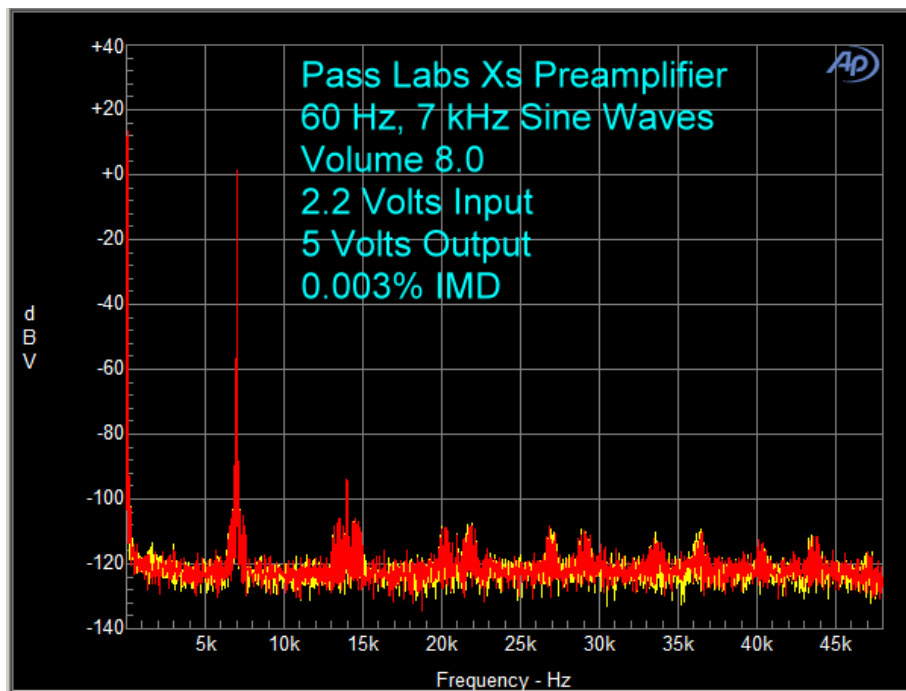 +40
+20
+0
-20
-40
-60
-80
-100
-120
-140
d
B
V
Pass Labs Xs Preamplifier
60 Hz, 7 kHz Sine Waves
Volume 8.0
2.2 Volts Input
5 Volts Output
0.003% IMD
AP
5k 10k 15k 20k 25k 30k 35k 40k 45k
Frequency - Hz